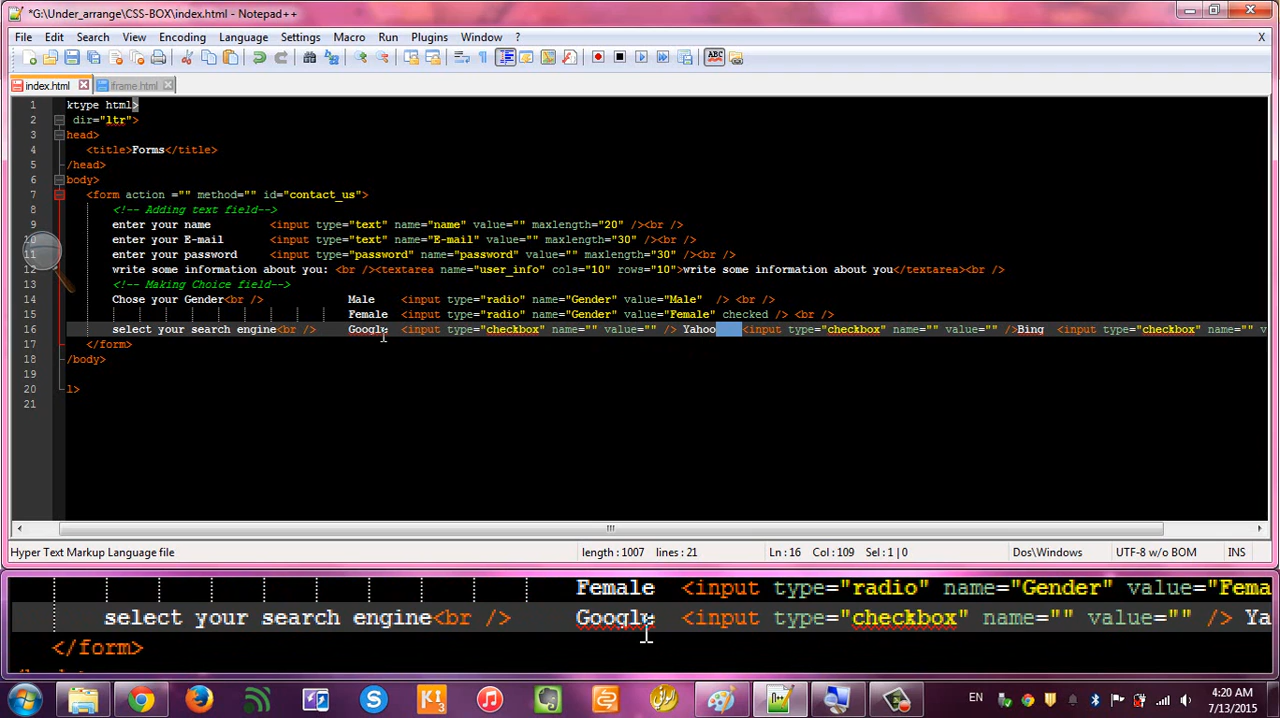 *G:\Under_arrange\CSS-BOX\index.html - Notepad++
File Edit Search View Encoding Language Settings Macro Run Plugins Window ? X
index.html frame.html
1 ktype html>
2 dir="ltr">
3 head>
4 <title>Forms</title>
5 /head>
6 body>
7 <form action ="" method="" id="contact_us">
8 <!-- Adding text field-->
9 enter your name <input type="text" name="name" value="" maxlength="20" /><br />
10 enter your E-mail <input type="text" name="E-mail" value="" maxlength="30" /><br />
11 enter your password <input type="password" name="password" value="" maxlength="30" /><br />
12 write some information about you: <br /><textarea name="user_info" cols="10" rows="10">write some information about you</textarea><br />
13 <!-- Making Choice field-->
14 Chose your Gender<br /> Male <input type="radio" name="Gender" value="Male" /> <br />
15 Female <input type="radio" name="Gender" value="Female" checked /> <br />
16 select your search engine<br /> Google <input type="checkbox" name="" value="" /> Yahoo <input type="checkbox" name="" value="" />Bing <input type="checkbox" name="" v
17 </form>
18 /body>
19
20 l>
21
Hyper Text Markup Language file length : 1007 lines : 21 Ln : 16 Col : 109 Sel : 1 | 0 Dos\Windows UTF-8 w/o BOM INS
Female <input type="radio" name="Gender" value="Fema
select your search engine<br /> Google <input type="checkbox" name="" value="" /> Ya
</form>
EN 4:20 AM
7/13/2015